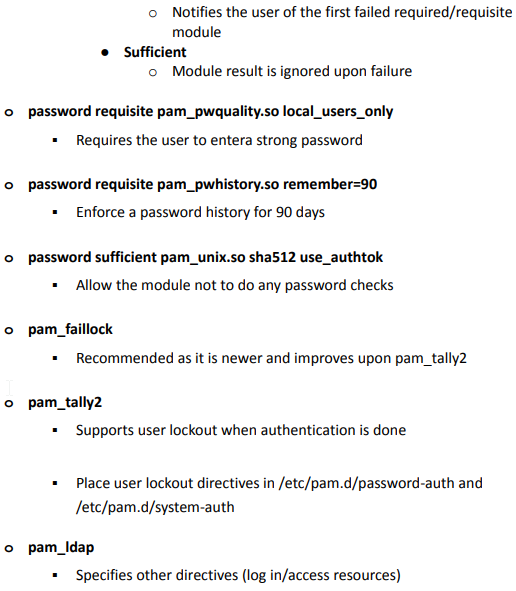 o Notifies the user of the first failed required/requisite
module
● Sufficient
o Module result is ignored upon failure
o password requisite pam_pwquality.so local_users_only
▪ Requires the user to entera strong password
o password requisite pam_pwhistory.so remember=90
▪ Enforce a password history for 90 days
o password sufficient pam_unix.so sha512 use_authtok
▪ Allow the module not to do any password checks
o pam_faillock
▪ Recommended as it is newer and improves upon pam_tally2
o pam_tally2
▪ Supports user lockout when authentication is done
▪ Place user lockout directives in /etc/pam.d/password-auth and
/etc/pam.d/system-auth
o pam_ldap
▪ Specifies other directives (log in/access resources)